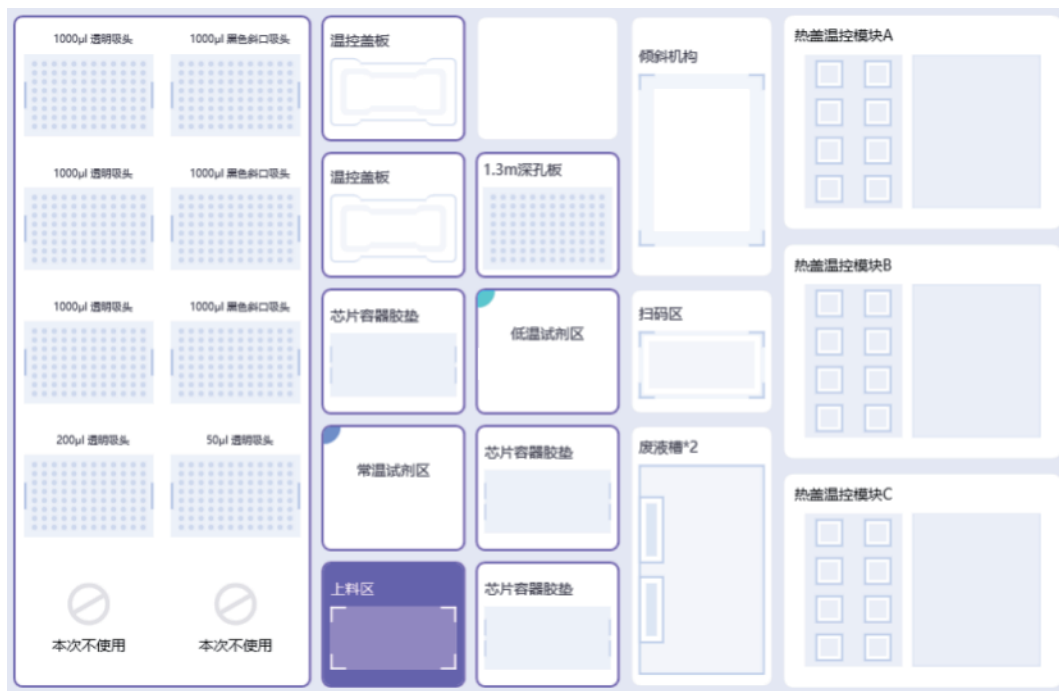 1000μl 透明吸头
1000μl 黑色斜口吸头
1000μl 透明吸头
1000μl 黑色斜口吸头
1000μl 透明吸头
1000μl 黑色斜口吸头
200μl 透明吸头
50μl 透明吸头
本次不使用
本次不使用
温控盖板
温控盖板
1.3m深孔板
芯片容器胶垫
低温试剂区
常温试剂区
芯片容器胶垫
上料区
芯片容器胶垫
倾斜机构
扫码区
废液槽*2
热盖温控模块A
热盖温控模块B
热盖温控模块C